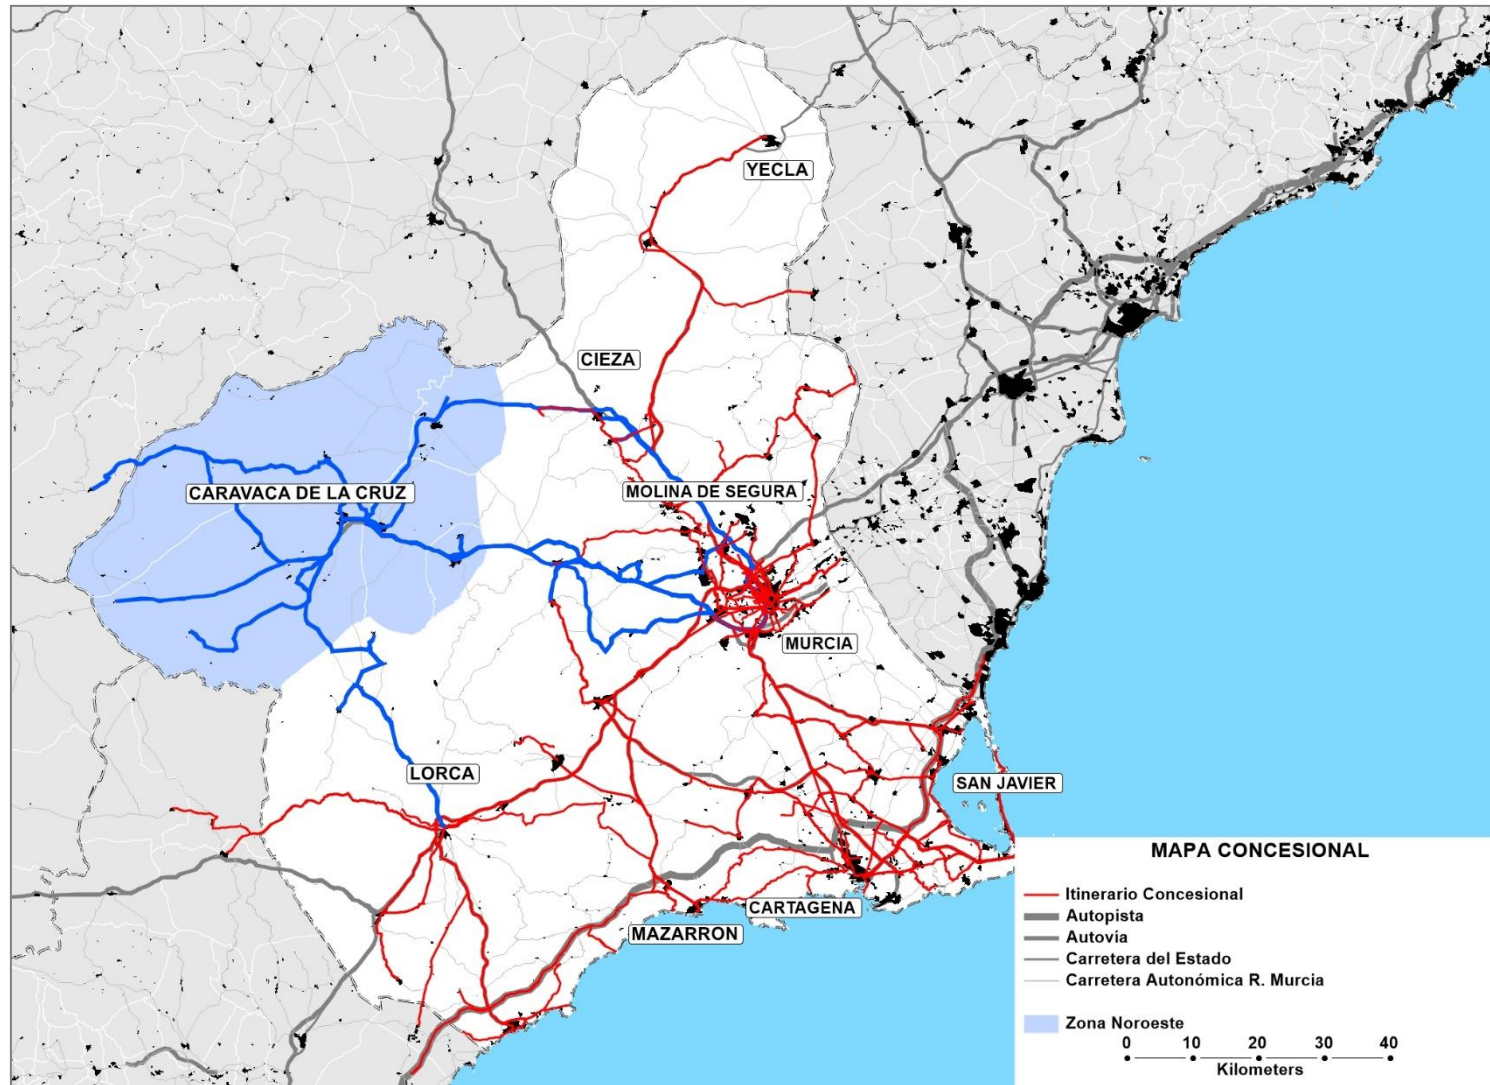 YECLA
CIEZA
CARAVACA DE LA CRUZ
MOLINA DE SEGURA
MURCIA
LORCA
SAN JAVIER
CARTAGENA
MAZARRON
MAPA CONCESIONAL
Itinerario Concesional
Autopista
Autovía
Carretera del Estado
Carretera Autonómica R. Murcia
Zona Noroeste
0 10 20 30 40
Kilometers